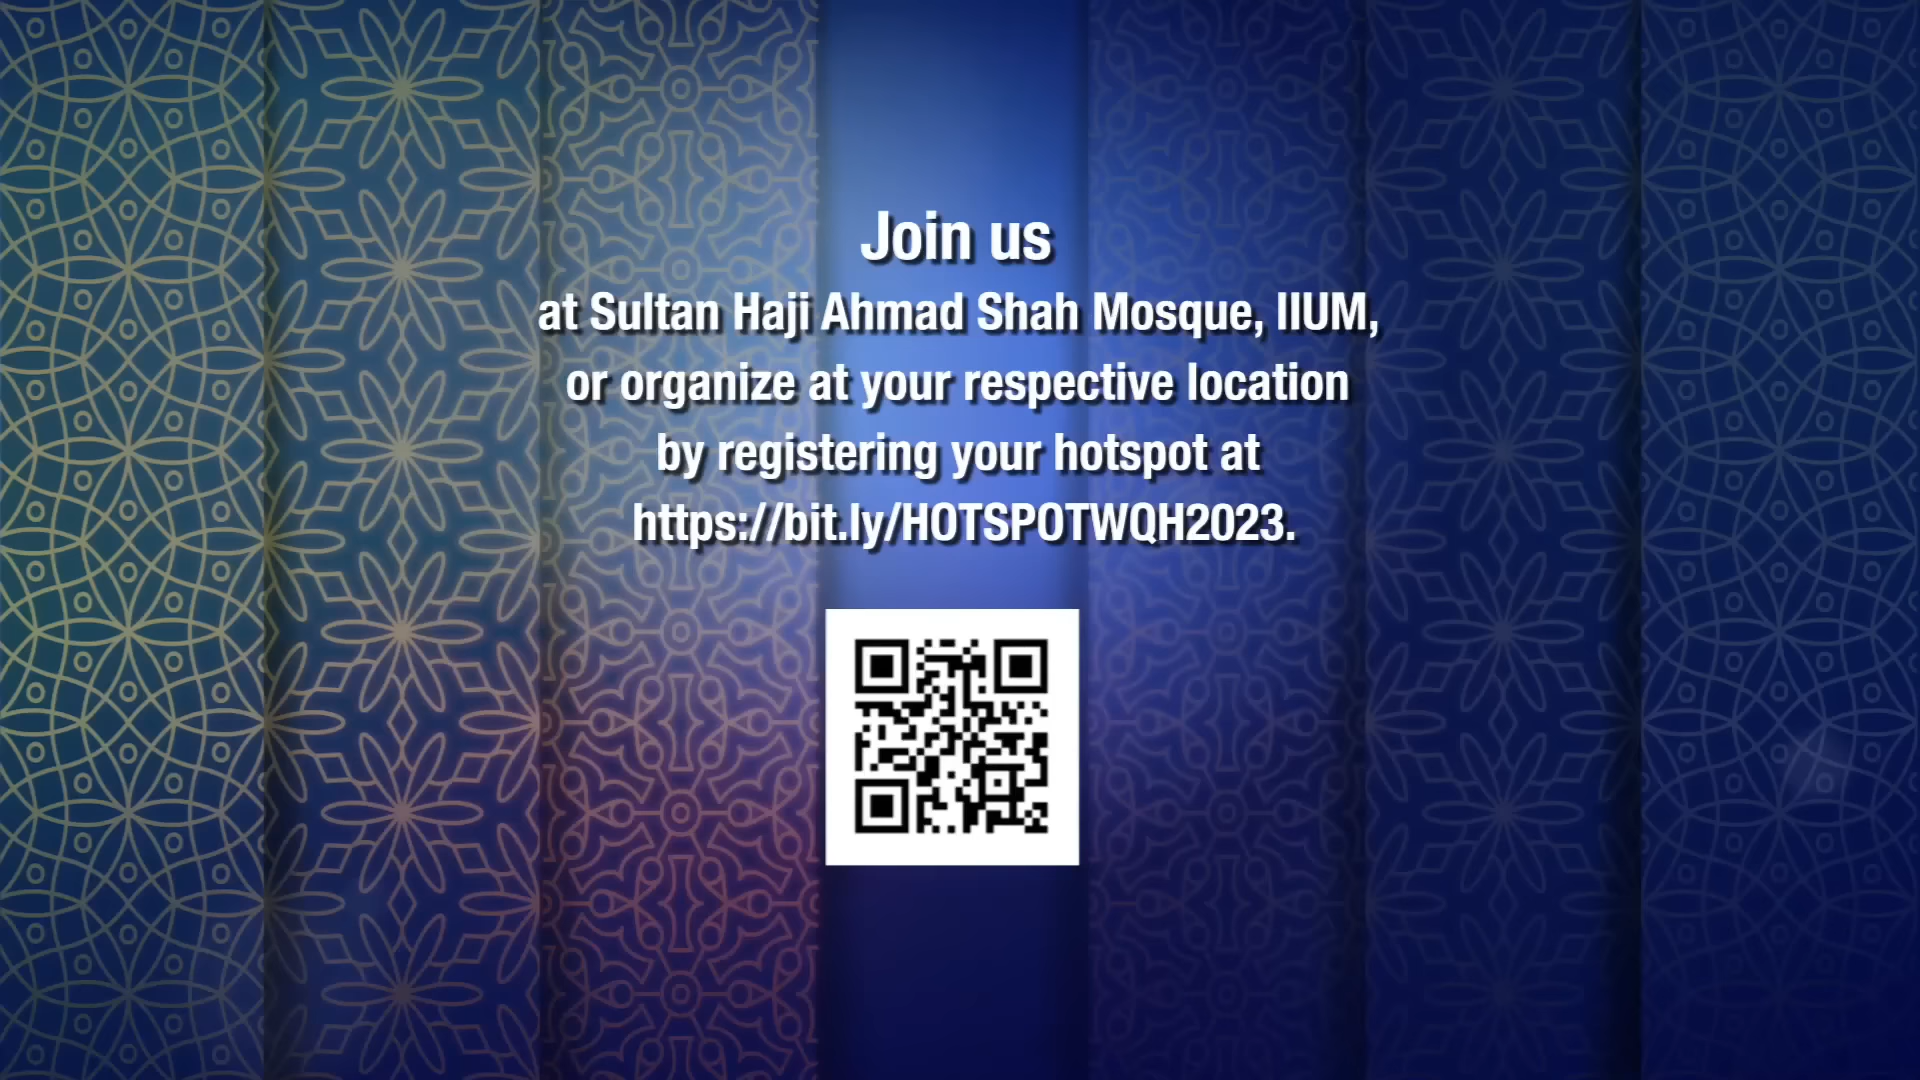 Join us
at Sultan Haji Ahmad Shah Mosque, IIUM,
or organize at your respective location
by registering your hotspot at
https://bit.ly/HOTSPOTWQH2023.